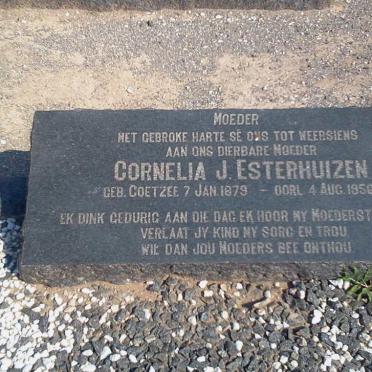 MOEDER
MET GEBROKE HARTE SÊ ONS TOT WEERSIENS
AAN ONS DIERBARE MOEDER
CORNELIA J. ESTERHUIZEN
GEB. COETZEE 7 JAN. 1879 - OORL. 4 AUG. 195
EK DINK GEDURIG AAN DIE DAG EK HOOR MY MOEDERST
VERLAAT JY KIND MY SORG EN TROU
WIE DAN JOU MOEDERS BEE ONTHOU